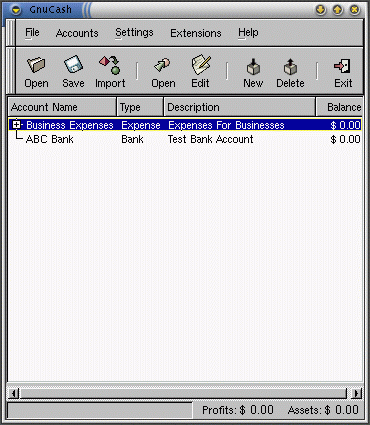 GnuCash
File Accounts Settings Extensions Help
Open Save Import Open Edit New Delete Exit
Account Name Type Description Balance
Business Expenses Expense Expenses For Businesses $ 0.00
ABC Bank Bank Test Bank Account $ 0.00
Profits: $ 0.00 Assets: $ 0.00